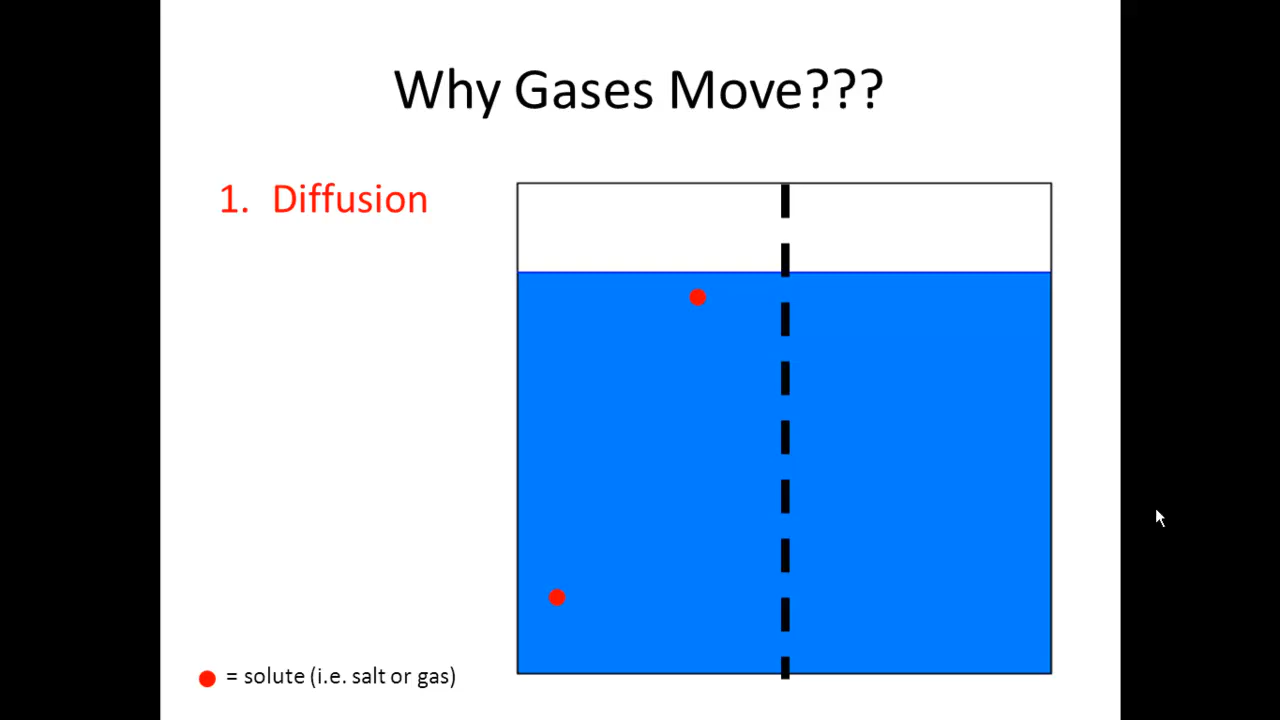 Why Gases Move???
1. Diffusion
= solute (i.e. salt or gas)